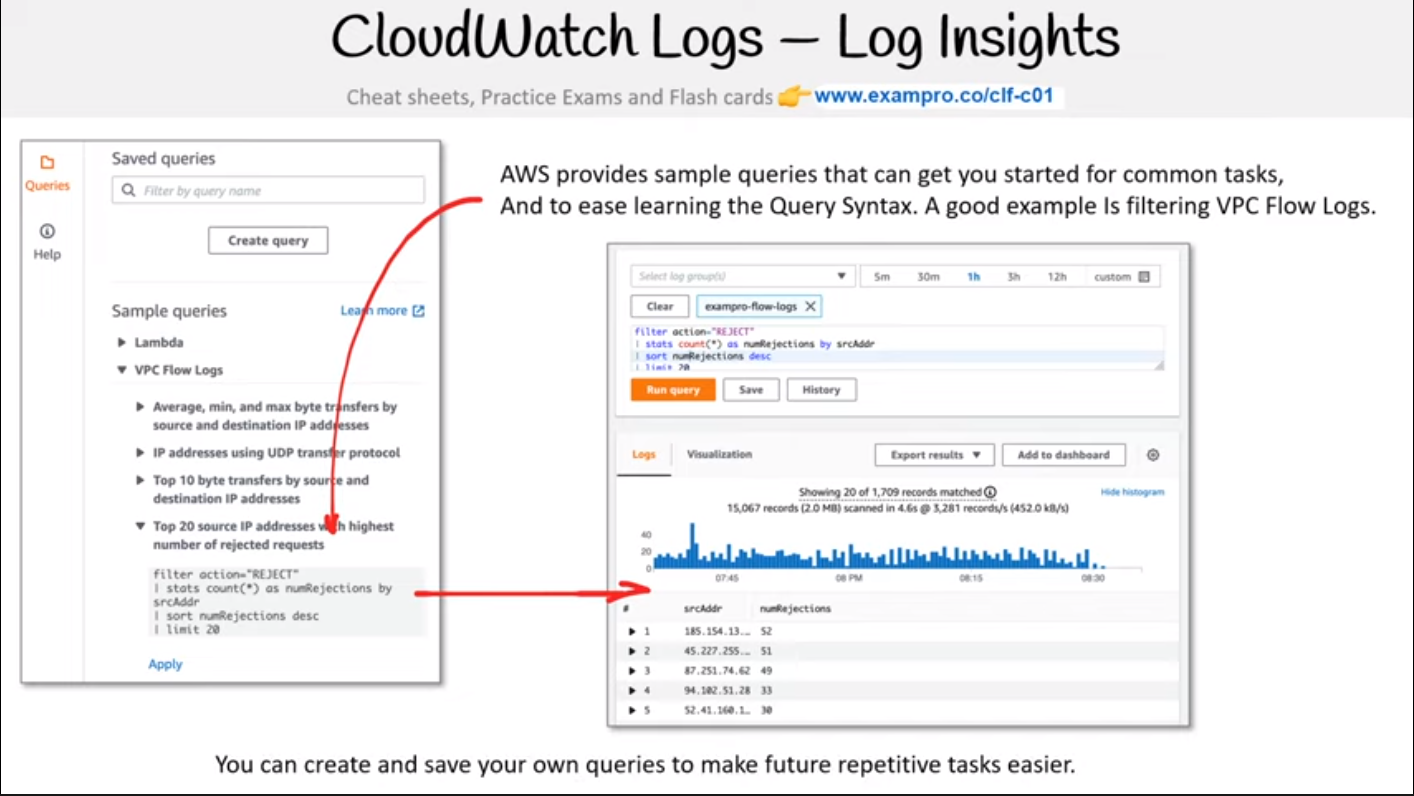 CloudWatch Logs – Log Insights
Cheat sheets, Practice Exams and Flash cards 👉 www.exampro.co/clf-c01
Queries
Help
Saved queries
Filter by query name
Create query
Sample queries
Learn more
Lambda
VPC Flow Logs
Average, min, and max byte transfers by
source and destination IP addresses
IP addresses using UDP transfer protocol
Top 10 byte transfers by source and
destination IP addresses
Top 20 source IP addresses with highest
number of rejected requests
filter action="REJECT"
| stats count(*) as numRejections by
srcAddr
| sort numRejections desc
| limit 20
Apply
AWS provides sample queries that can get you started for common tasks,
And to ease learning the Query Syntax. A good example Is filtering VPC Flow Logs.
Select log group(s)
5m 30m 1h 3h 12h custom
Clear
exampro-flow-logs
filter action="REJECT"
| stats count(*) as numRejections by srcAddr
| sort numRejections desc
| limit 20
Run query Save History
Logs Visualization Export results Add to dashboard
Showing 20 of 1,709 records matched
Hide histogram
15,067 records (2.0 MB) scanned in 4.6s @ 3,281 records/s (452.0 kB/s)
40
20
0
07:45 08 PM 08:15 08:30
# srcAddr numRejections
1 185.154.13... 52
2 45.227.255... 51
3 87.251.74.62 49
4 94.102.51.28 33
5 52.41.160.1... 30
You can create and save your own queries to make future repetitive tasks easier.